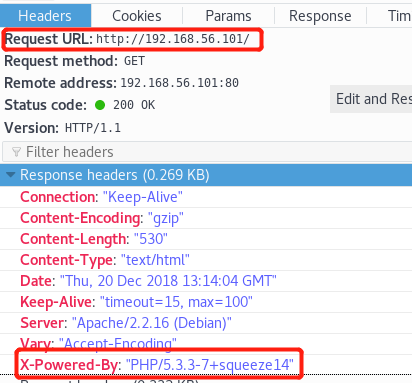 Headers Cookies Params Response Tim
Request URL: http://192.168.56.101/
Request method: GET
Remote address: 192.168.56.101:80
Status code: 200 OK
Edit and Res
Version: HTTP/1.1
Filter headers
Response headers (0.269 KB)
Connection: "Keep-Alive"
Content-Encoding: "gzip"
Content-Length: "530"
Content-Type: "text/html"
Date: "Thu, 20 Dec 2018 13:14:04 GMT"
Keep-Alive: "timeout=15, max=100"
Server: "Apache/2.2.16 (Debian)"
Vary: "Accept-Encoding"
X-Powered-By: "PHP/5.3.3-7+squeeze14"